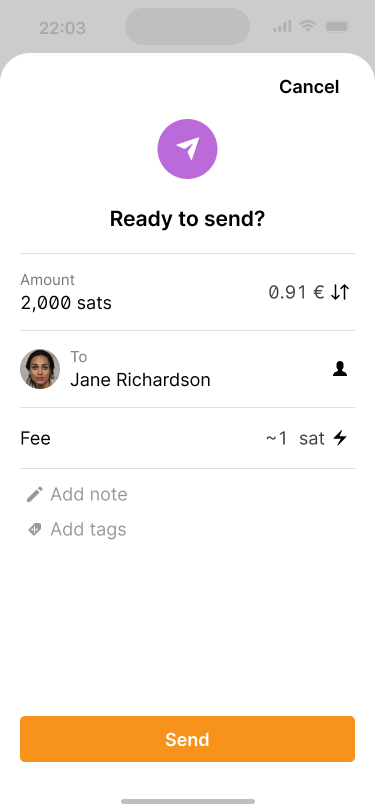 22:03
Cancel
Ready to send?
Amount
2,000 sats
0.91 €
To
Jane Richardson
Fee
~1 sat
Add note
Add tags
Send